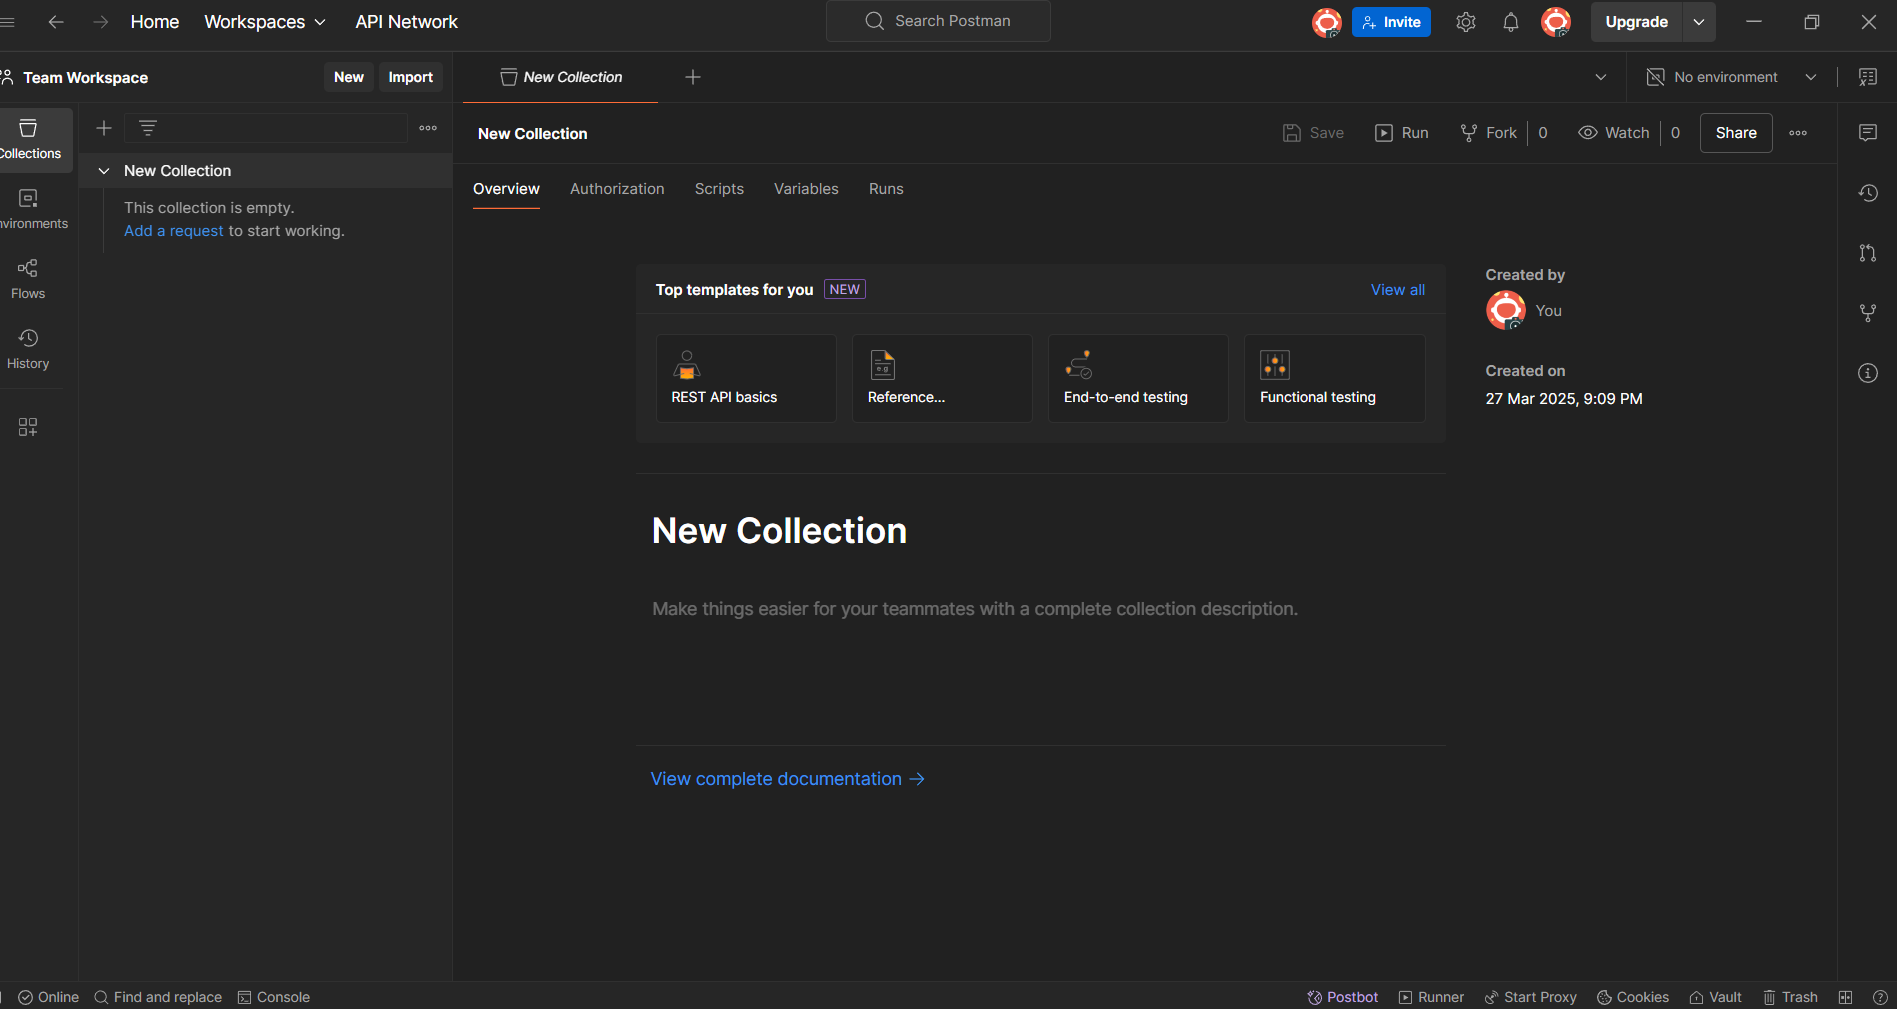 Home Workspaces API Network Search Postman Invite Upgrade
Team Workspace New Import New Collection No environment
New Collection Save Run Fork 0 Watch 0 Share
Collections
New Collection
Overview Authorization Scripts Variables Runs
This collection is empty.
Add a request to start working.
nvironments
Flows
History
Top templates for you NEW View all
REST API basics
Reference...
e.g
End-to-end testing
Functional testing
Created by
You
Created on
27 Mar 2025, 9:09 PM
New Collection
Make things easier for your teammates with a complete collection description.
View complete documentation →
Online Find and replace Console Postbot Runner Start Proxy Cookies Vault Trash